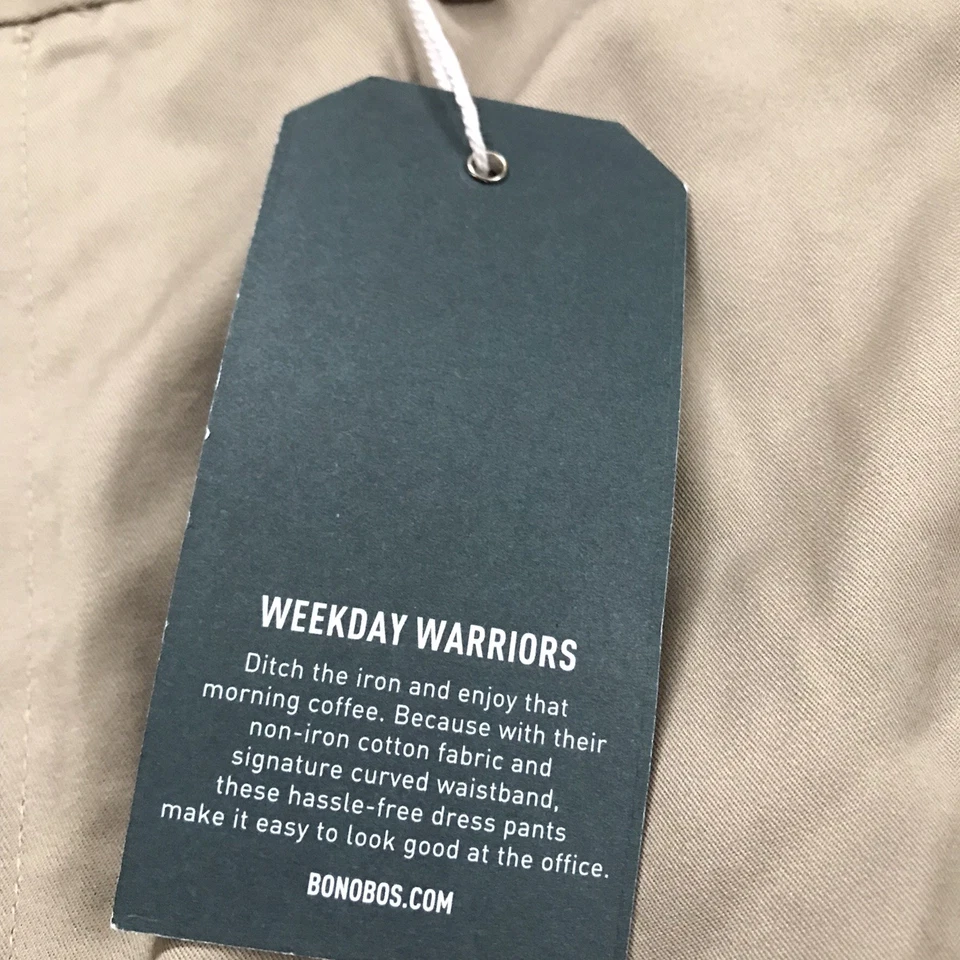 WEEKDAY WARRIORS
Ditch the iron and enjoy that
morning coffee. Because with their
non-iron cotton fabric and
signature curved waistband,
these hassle-free dress pants
make it easy to look good at the office.
BONOBOS.COM